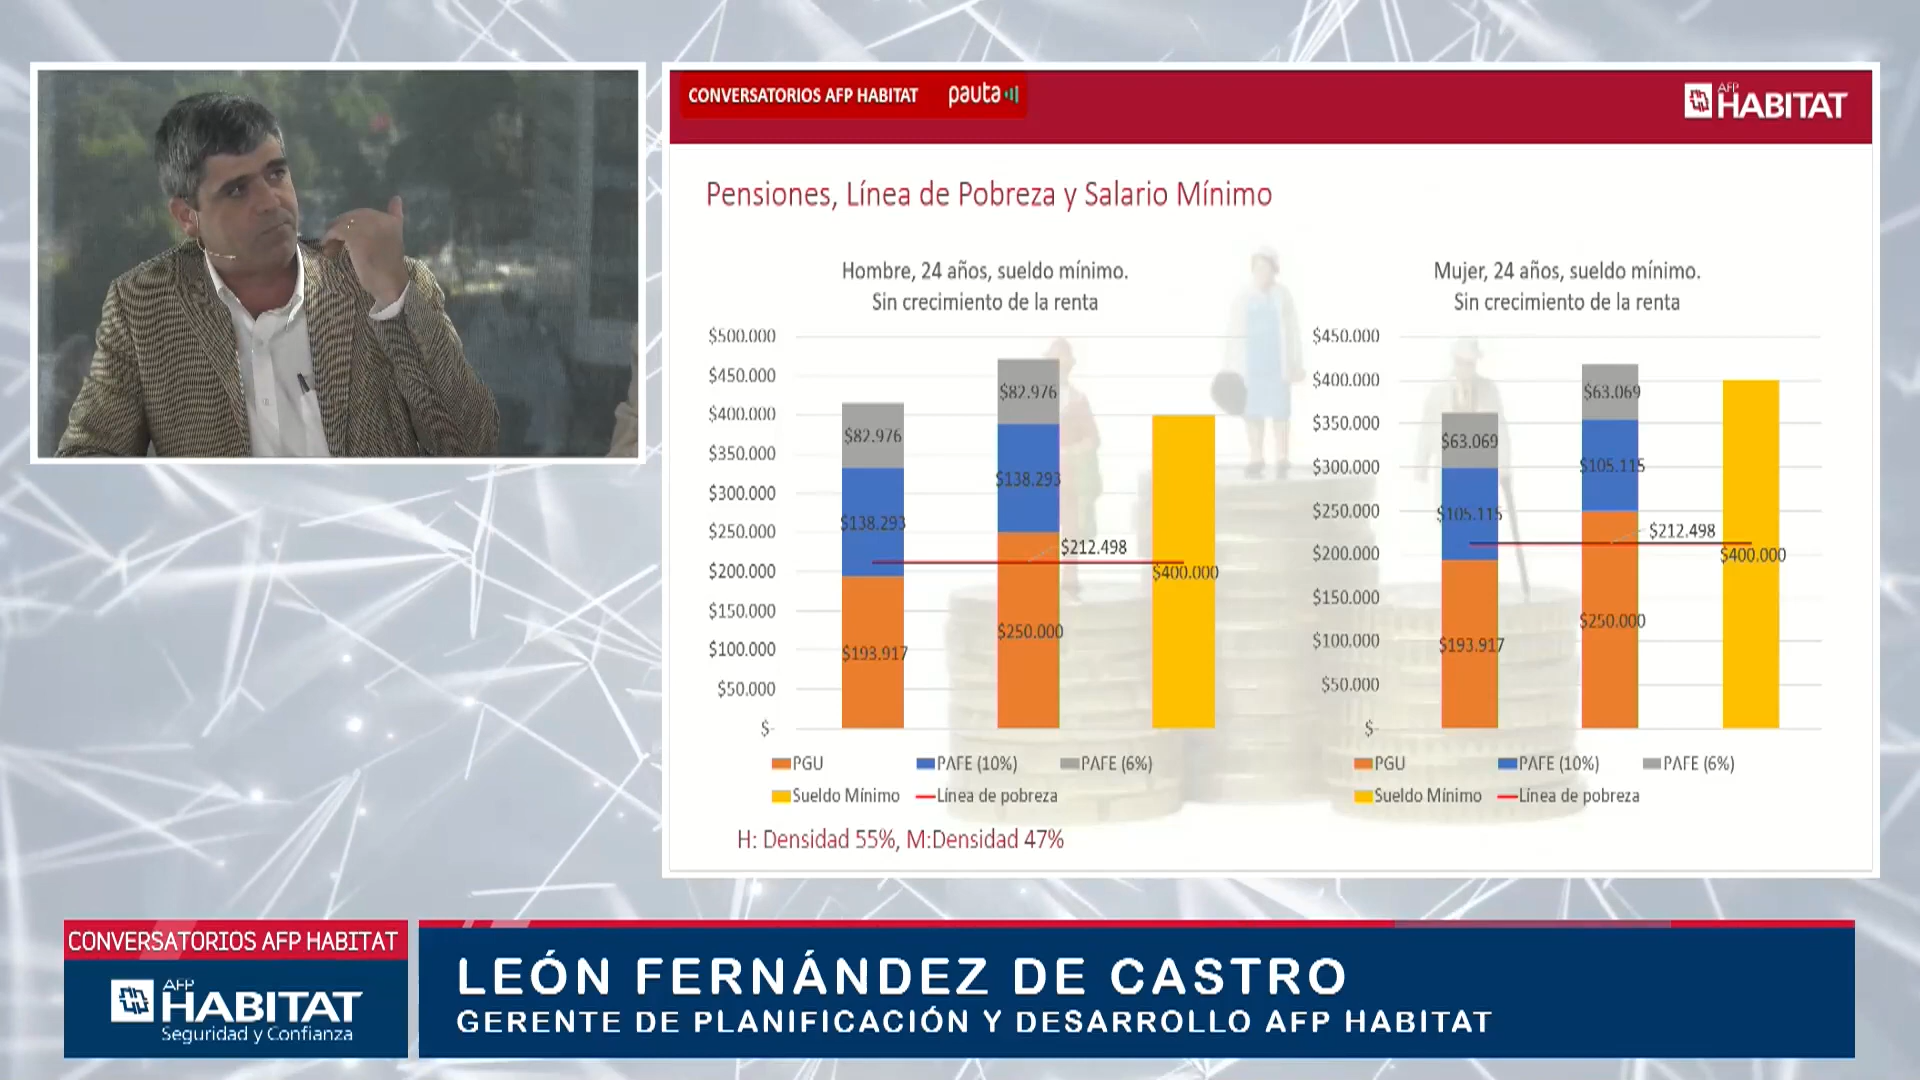 CONVERSATORIOS AFP HABITAT
pauta
AFP
HABITAT
Pensiones, Línea de Pobreza y Salario Mínimo
Hombre, 24 años, sueldo mínimo.
Sin crecimiento de la renta
$500.000
$450.000
$400.000
$350.000
$300.000
$250.000
$200.000
$150.000
$100.000
$50.000
$-
$82.976
$138.293
$193.917
$82.976
$138.293
$250.000
$212.498
$400.000
PGU
PAFE (10%)
PAFE (6%)
Sueldo Mínimo
Línea de pobreza
Mujer, 24 años, sueldo mínimo.
Sin crecimiento de la renta
$450.000
$400.000
$350.000
$300.000
$250.000
$200.000
$150.000
$100.000
$50.000
$-
$63.069
$105.115
$193.917
$63.069
$105.115
$250.000
$212.498
$400.000
PGU
PAFE (10%)
PAFE (6%)
Sueldo Mínimo
Línea de pobreza
H: Densidad 55%, M:Densidad 47%
CONVERSATORIOS AFP HABITAT
AFP
HABITAT
Seguridad y Confianza
LEÓN FERNÁNDEZ DE CASTRO
GERENTE DE PLANIFICACIÓN Y DESARROLLO AFP HABITAT